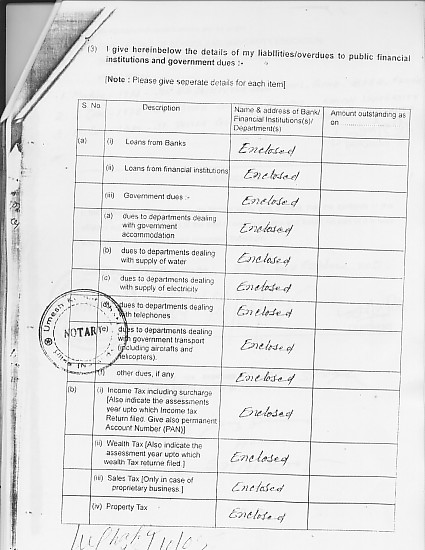 (3) I give hereinbelow the details of my liabilities/overdues to public financial
institutions and government dues :-
[Note : Please give seperate details for each item]
S. No. Description Name & address of Bank/ Amount outstanding as
Financial Institutions(s)/ on ....................
Department(s)
(a) (i) Loans from Banks Enclosed
(ii) Loans from financial institutions Enclosed
(iii) Government dues :- Enclosed
(a) dues to departments dealing
with government Enclosed
accommodation
(b) dues to departments dealing
with supply of water Enclosed
(c) dues to departments dealing
with supply of electricity Enclosed
(d) dues to departments dealing
with telephones Enclosed
(e) dues to departments dealing
with government transport Enclosed
(including aircrafts and
helicopters).
(f) other dues, if any Enclosed
(b) (i) Income Tax including surcharge
[Also indicate the assessments
year upto which Income tax Enclosed
Return filed. Give also permanent
Account Number (PAN)]
(ii) Wealth Tax [Also indicate the
assessment year upto which Enclosed
wealth Tax returne filed.]
(iii) Sales Tax [Only in case of
proprietary business.] Enclosed
(iv) Property Tax Enclosed
Umesh
NOTAR